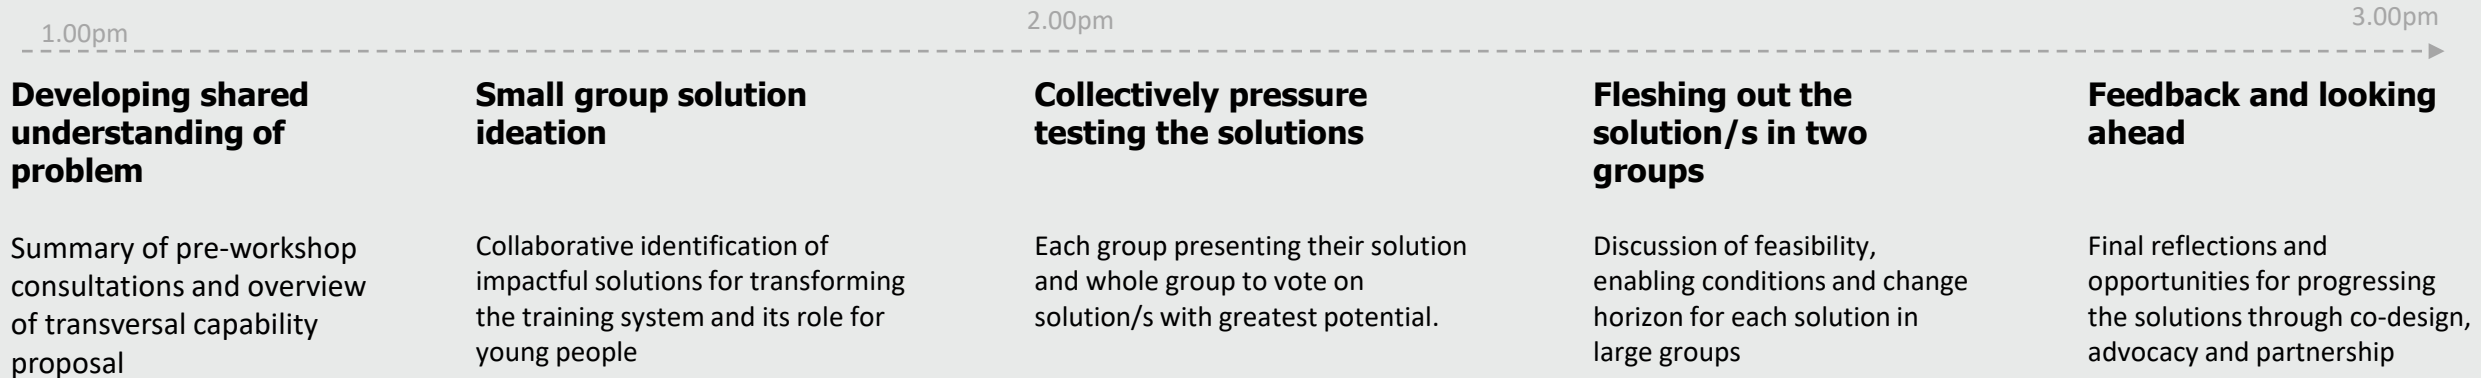 1.00pm
2.00pm
3.00pm
Developing shared
understanding of
problem
Summary of pre-workshop
consultations and overview
of transversal capability
proposal
Small group solution
ideation
Collaborative identification of
impactful solutions for transforming
the training system and its role for
young people
Collectively pressure
testing the solutions
Each group presenting their solution
and whole group to vote on
solution/s with greatest potential.
Fleshing out the
solution/s in two
groups
Discussion of feasibility,
enabling conditions and change
horizon for each solution in
large groups
Feedback and looking
ahead
Final reflections and
opportunities for progressing
the solutions through co-design,
advocacy and partnership